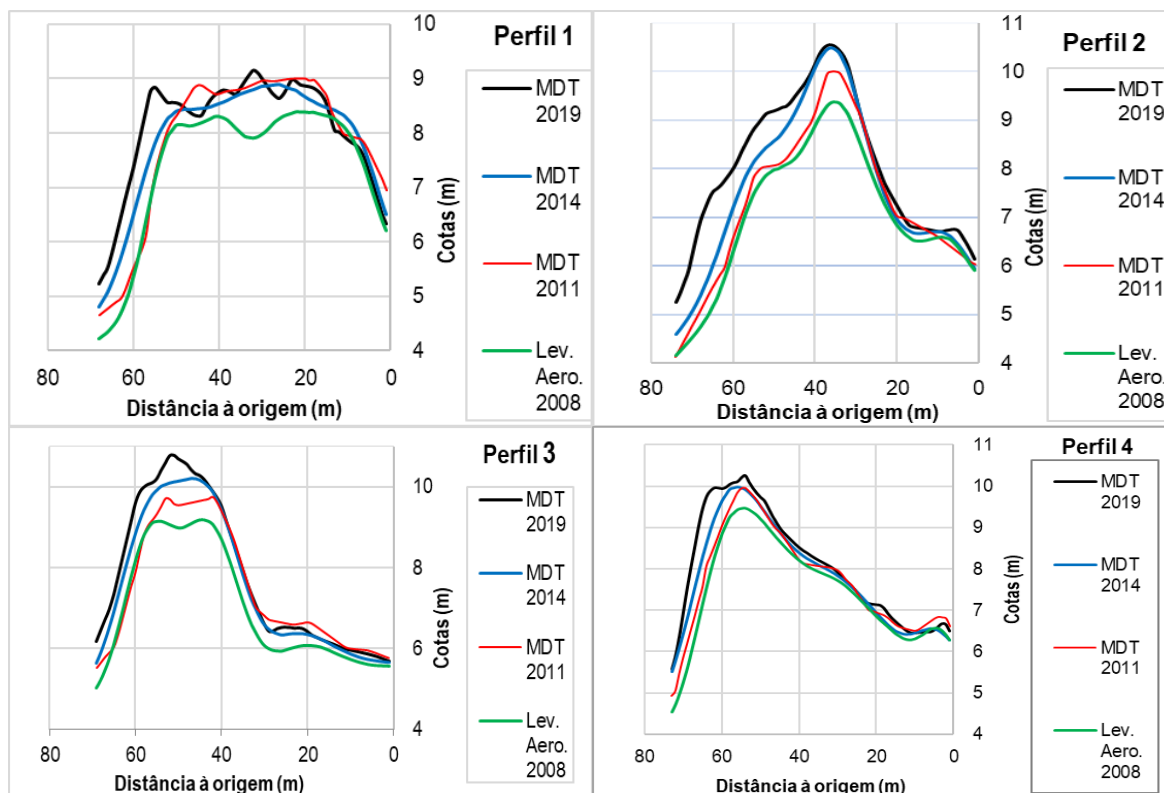 Perfil 1
10
9
8
7
6
5
4
Cotas (m)
80 60 40 20 0
Distância à origem (m)
MDT
2019
MDT
2014
MDT
2011
Lev.
Aero.
2008
Perfil 2
11
10
9
8
7
6
5
4
Cotas (m)
80 60 40 20 0
Distância à origem (m)
MDT
2019
MDT
2014
MDT
2011
Lev.
Aero.
2008
Perfil 3
10
8
6
4
Cotas (m)
80 60 40 20 0
Distância à origem (m)
MDT
2019
MDT
2014
MDT
2011
Lev.
Aero.
2008
Perfil 4
11
10
9
8
7
6
5
4
Cotas (m)
80 60 40 20 0
Distância à origem (m)
MDT
2019
MDT
2014
MDT
2011
Lev.
Aero.
2008